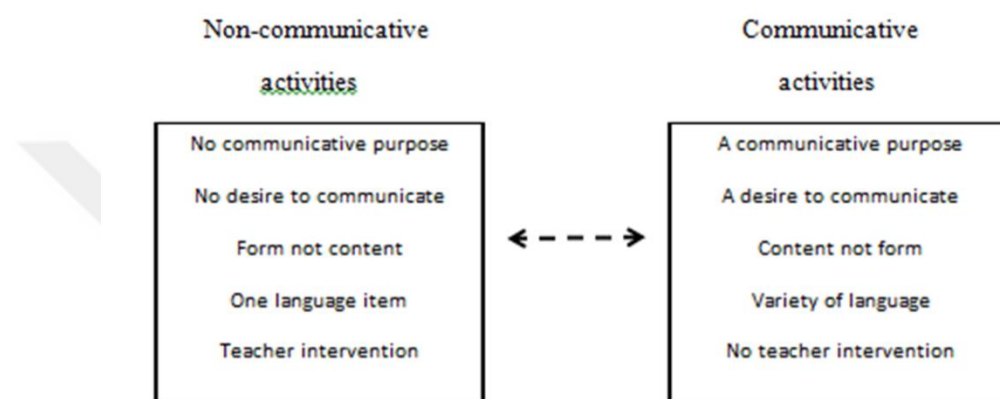 Non-communicative
activities
No communicative purpose
No desire to communicate
Form not content
One language item
Teacher intervention
Communicative
activities
A communicative purpose
A desire to communicate
Content not form
Variety of language
No teacher intervention